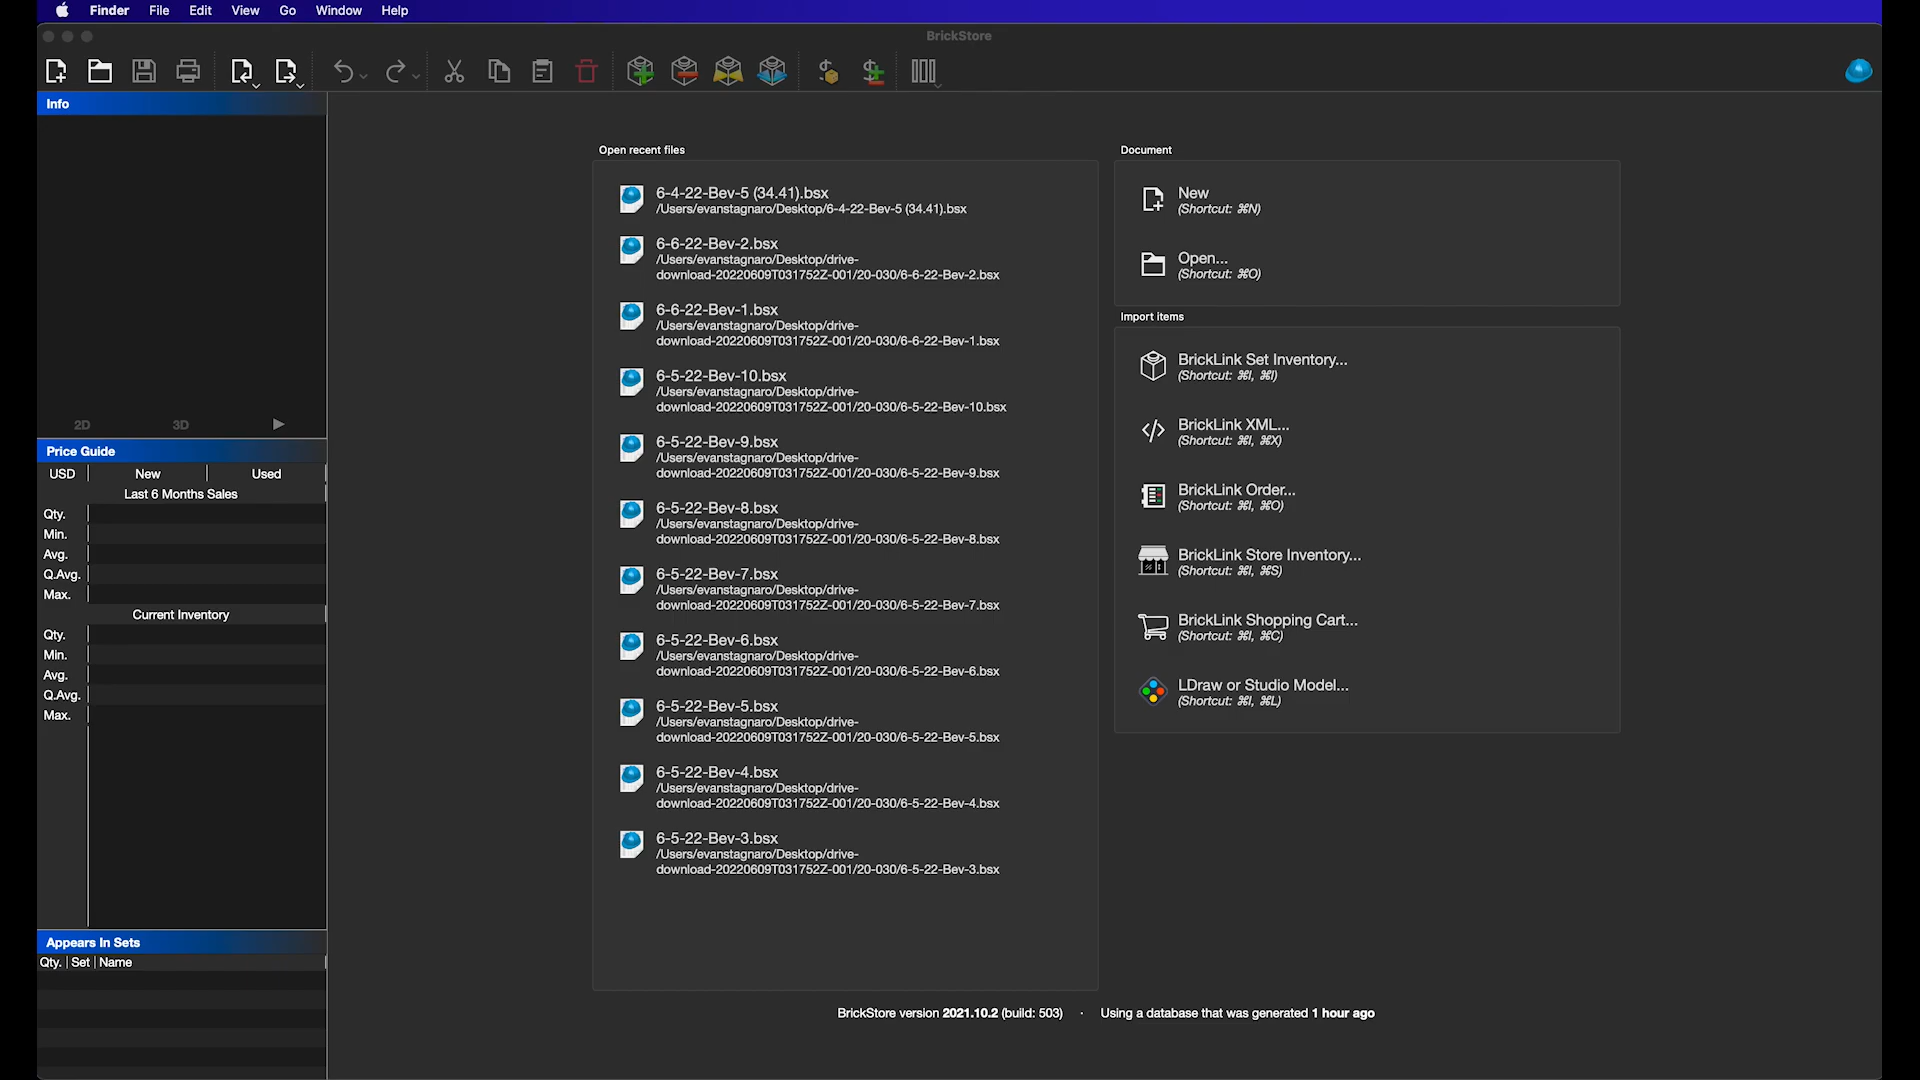 Finder File Edit View Go Window Help
BrickStore
Info
2D 3D
Price Guide
USD New Used
Last 6 Months Sales
Qty.
Min.
Avg.
Q.Avg.
Max.
Current Inventory
Qty.
Min.
Avg.
Q.Avg.
Max.
Appears In Sets
Qty. Set Name
Open recent files
6-4-22-Bev-5 (34.41).bsx
/Users/evanstagnaro/Desktop/6-4-22-Bev-5 (34.41).bsx
6-6-22-Bev-2.bsx
/Users/evanstagnaro/Desktop/drive-
download-20220609T031752Z-001/20-030/6-6-22-Bev-2.bsx
6-6-22-Bev-1.bsx
/Users/evanstagnaro/Desktop/drive-
download-20220609T031752Z-001/20-030/6-6-22-Bev-1.bsx
6-5-22-Bev-10.bsx
/Users/evanstagnaro/Desktop/drive-
download-20220609T031752Z-001/20-030/6-5-22-Bev-10.bsx
6-5-22-Bev-9.bsx
/Users/evanstagnaro/Desktop/drive-
download-20220609T031752Z-001/20-030/6-5-22-Bev-9.bsx
6-5-22-Bev-8.bsx
/Users/evanstagnaro/Desktop/drive-
download-20220609T031752Z-001/20-030/6-5-22-Bev-8.bsx
6-5-22-Bev-7.bsx
/Users/evanstagnaro/Desktop/drive-
download-20220609T031752Z-001/20-030/6-5-22-Bev-7.bsx
6-5-22-Bev-6.bsx
/Users/evanstagnaro/Desktop/drive-
download-20220609T031752Z-001/20-030/6-5-22-Bev-6.bsx
6-5-22-Bev-5.bsx
/Users/evanstagnaro/Desktop/drive-
download-20220609T031752Z-001/20-030/6-5-22-Bev-5.bsx
6-5-22-Bev-4.bsx
/Users/evanstagnaro/Desktop/drive-
download-20220609T031752Z-001/20-030/6-5-22-Bev-4.bsx
6-5-22-Bev-3.bsx
/Users/evanstagnaro/Desktop/drive-
download-20220609T031752Z-001/20-030/6-5-22-Bev-3.bsx
Document
New
(Shortcut: ⌘N)
Open...
(Shortcut: ⌘O)
Import items
BrickLink Set Inventory...
(Shortcut: ⌘I, ⌘I)
BrickLink XML...
(Shortcut: ⌘I, ⌘X)
BrickLink Order...
(Shortcut: ⌘I, ⌘O)
BrickLink Store Inventory...
(Shortcut: ⌘I, ⌘S)
BrickLink Shopping Cart...
(Shortcut: ⌘I, ⌘C)
LDraw or Studio Model...
(Shortcut: ⌘I, ⌘L)
BrickStore version 2021.10.2 (build: 503) · Using a database that was generated 1 hour ago